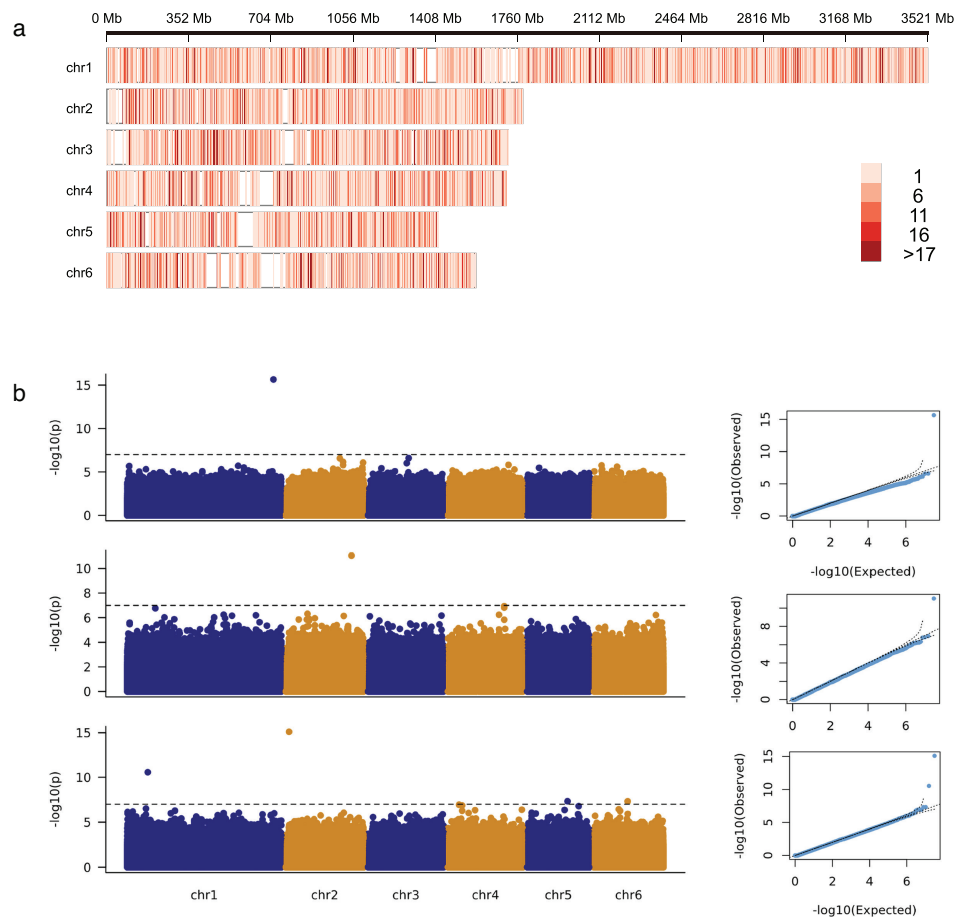 a
0 Mb 352 Mb 704 Mb 1056 Mb 1408 Mb 1760 Mb 2112 Mb 2464 Mb 2816 Mb 3168 Mb 3521 Mb
chr1
chr2
chr3
chr4
chr5
chr6
1
6
11
16
>17
b
-log10(p)
15
10
5
0
-log10(Observed)
15
10
5
0
0 2 4 6
-log10(Expected)
-log10(p)
10
8
6
4
2
0
-log10(Observed)
8
4
0
0 2 4 6
-log10(p)
15
10
5
0
chr1 chr2 chr3 chr4 chr5 chr6
-log10(Observed)
15
10
5
0
0 2 4 6
-log10(Expected)